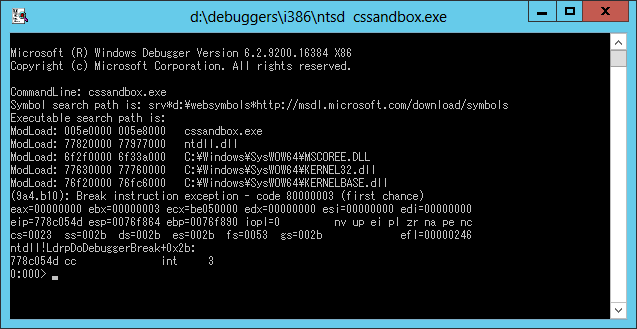 d:\debuggers\i386\ntsd  cssandbox.exe
Microsoft (R) Windows Debugger Version 6.2.9200.16384 X86
Copyright (c) Microsoft Corporation. All rights reserved.
CommandLine: cssandbox.exe
Symbol search path is: srv*d:¥websymbols*http://msdl.microsoft.com/download/symbols
Executable search path is:
ModLoad: 005e0000 005e8000   cssandbox.exe
ModLoad: 77820000 77977000   ntdll.dll
ModLoad: 6f2f0000 6f33a000   C:¥Windows¥SysWOW64¥MSCOREE.DLL
ModLoad: 77630000 77760000   C:¥Windows¥SysWOW64¥KERNEL32.dll
ModLoad: 76f20000 76fc6000   C:¥Windows¥SysWOW64¥KERNELBASE.dll
(9a4.b10): Break instruction exception - code 80000003 (first chance)
eax=00000000 ebx=00000003 ecx=be050000 edx=00000000 esi=00000000 edi=00000000
eip=778c054d esp=0076f864 ebp=0076f890 iopl=0         nv up ei pl zr na pe nc
cs=0023  ss=002b  ds=002b  es=002b  fs=0053  gs=002b             efl=00000246
ntdll!LdrpDoDebuggerBreak+0x2b:
778c054d cc              int     3
0:000> _